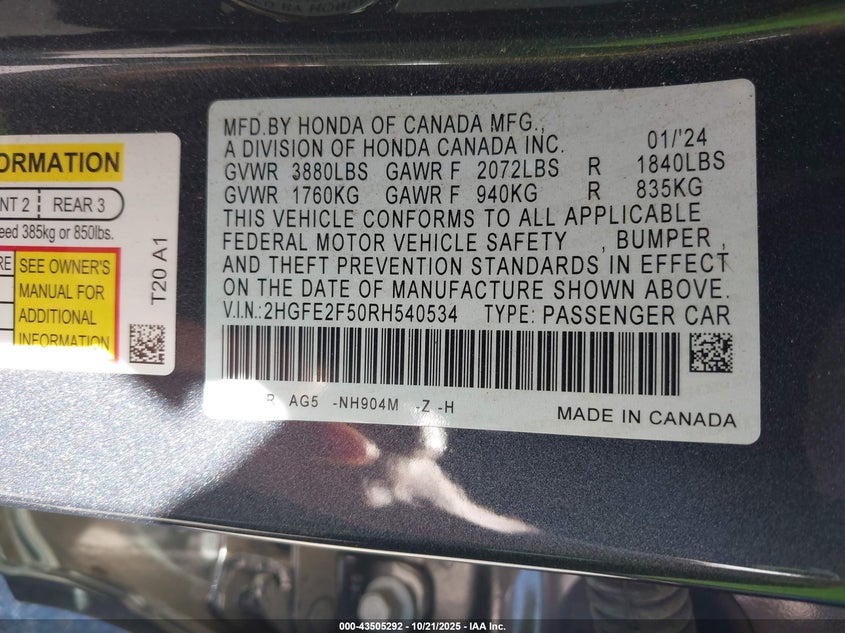 ORMATION
NT 2 REAR 3
eed 385kg or 850lbs.
RE
SEE OWNER'S
MANUAL FOR
ADDITIONAL
INFORMATION
T20 A1
MFD.BY HONDA OF CANADA MFG.,
A DIVISION OF HONDA CANADA INC. 01/'24
GVWR 3880LBS GAWR F 2072LBS R 1840LBS
GVWR 1760KG GAWR F 940KG R 835KG
THIS VEHICLE CONFORMS TO ALL APPLICABLE
FEDERAL MOTOR VEHICLE SAFETY , BUMPER ,
AND THEFT PREVENTION STANDARDS IN EFFECT
ON THE DATE OF MANUFACTURE SHOWN ABOVE.
V.I.N.:2HGFE2F50RH540534 TYPE: PASSENGER CAR
R AG5 -NH904M -Z -H
MADE IN CANADA
000-43505292 - 10/21/2025 - IAA Inc.